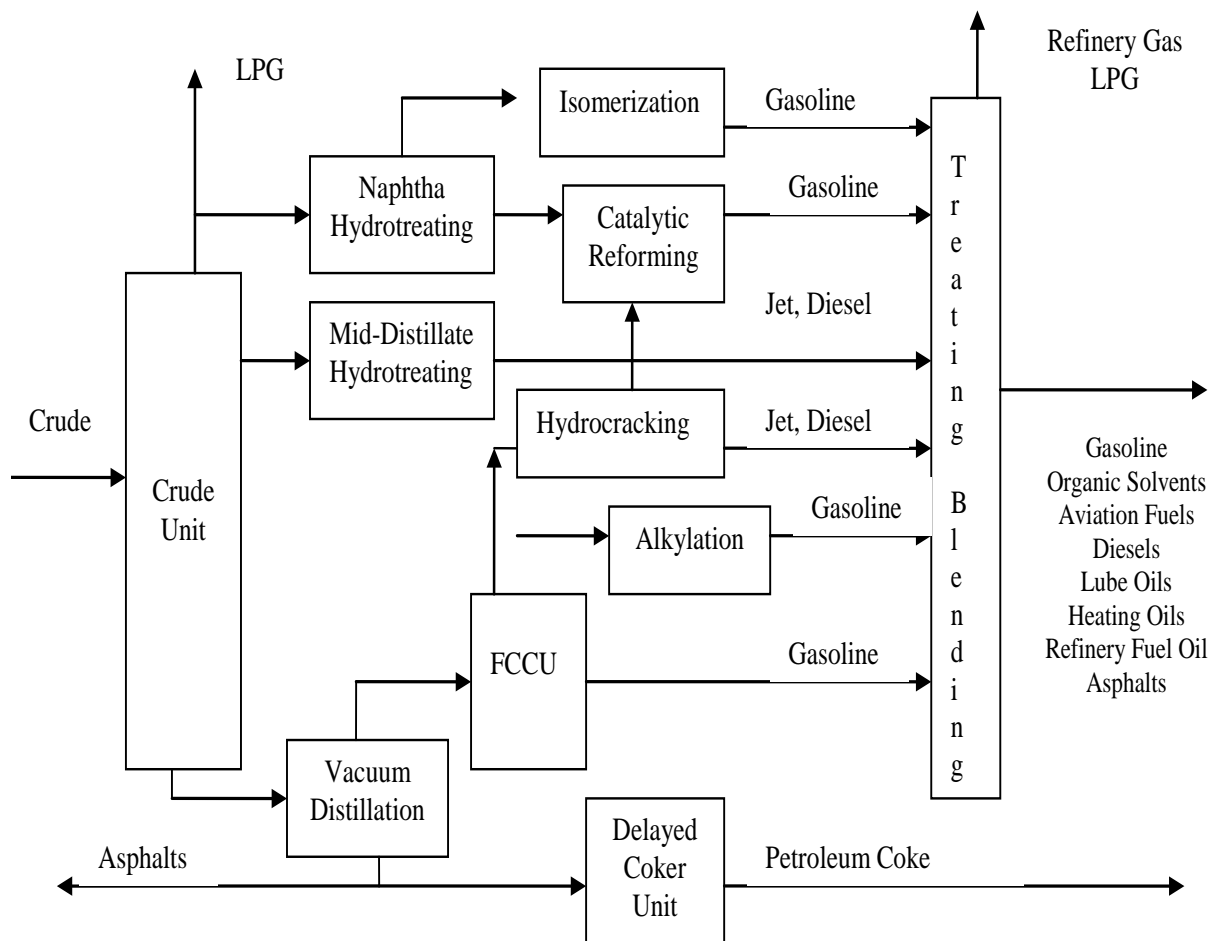 LPG
Refinery Gas
LPG
Isomerization
Gasoline
Naphtha
Hydrotreating
Catalytic
Reforming
Gasoline
Mid-Distillate
Hydrotreating
Jet, Diesel
Crude
Crude
Unit
Hydrocracking
Jet, Diesel
Alkylation
Gasoline
FCCU
Gasoline
Vacuum
Distillation
Asphalts
Delayed
Coker
Unit
Petroleum Coke
Treating
Blending
Gasoline
Organic Solvents
Aviation Fuels
Diesels
Lube Oils
Heating Oils
Refinery Fuel Oil
Asphalts